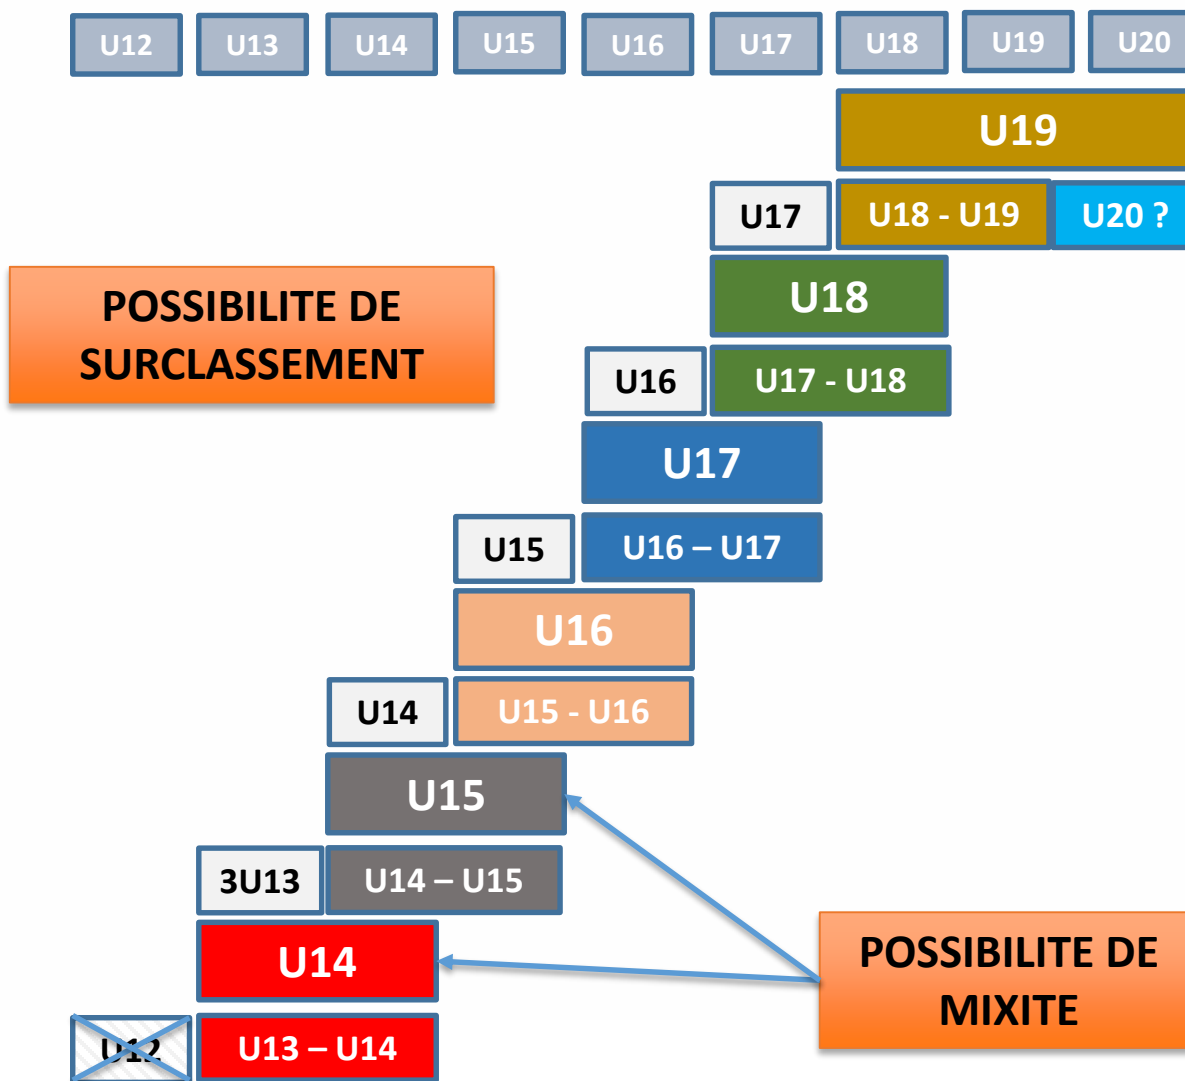 U12 U13 U14 U15 U16 U17 U18 U19 U20
U19
U17 U18 - U19 U20 ?
POSSIBILITE DE
SURCLASSEMENT
U18
U16 U17 - U18
U17
U15 U16 – U17
U16
U14 U15 - U16
U15
3U13 U14 – U15
U14
POSSIBILITE DE
MIXITE
U12 U13 – U14